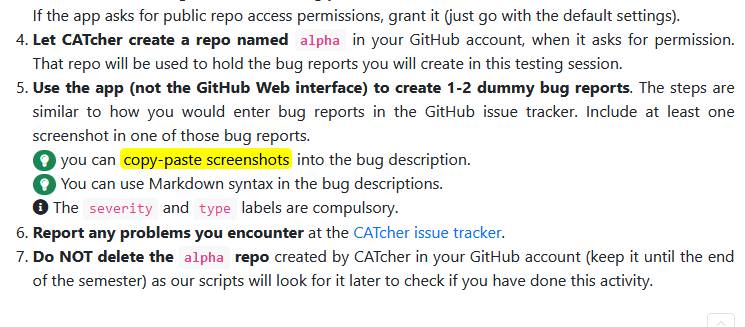 If the app asks for public repo access permissions, grant it (just go with the default settings).
4. Let CATcher create a repo named alpha in your GitHub account, when it asks for permission.
That repo will be used to hold the bug reports you will create in this testing session.
5. Use the app (not the GitHub Web interface) to create 1-2 dummy bug reports. The steps are
similar to how you would enter bug reports in the GitHub issue tracker. Include at least one
screenshot in one of those bug reports.
you can copy-paste screenshots into the bug description.
You can use Markdown syntax in the bug descriptions.
The severity and type labels are compulsory.
6. Report any problems you encounter at the CATcher issue tracker.
7. Do NOT delete the alpha repo created by CATcher in your GitHub account (keep it until the end
of the semester) as our scripts will look for it later to check if you have done this activity.